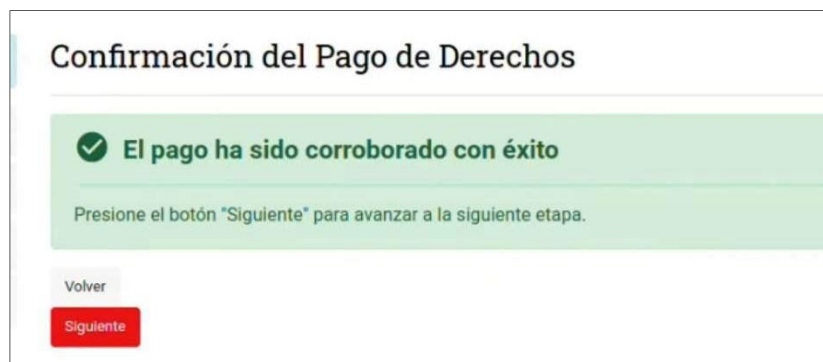 Confirmación del Pago de Derechos
El pago ha sido corroborado con éxito
Presione el botón "Siguiente" para avanzar a la siguiente etapa.
Volver
Siguiente